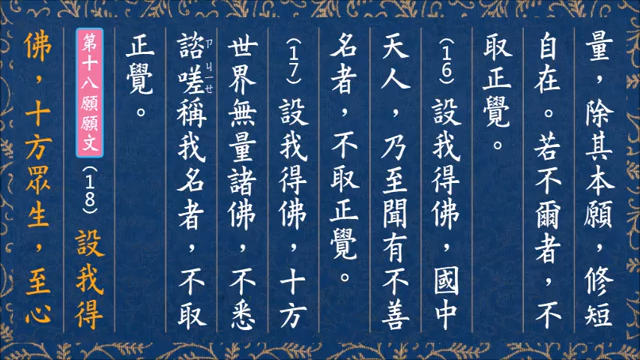 量，除其本願，修短
自在。若不爾者，不
取正覺。
(16)設我得佛，國中
天人，乃至聞有不善
名者，不取正覺。
(17)設我得佛，十方
世界無量諸佛，不悉
諮嗟稱我名者，不取
ㄗ ㄐㄧㄝ
正覺。
第十八願願文(18)設我得
佛，十方眾生，至心